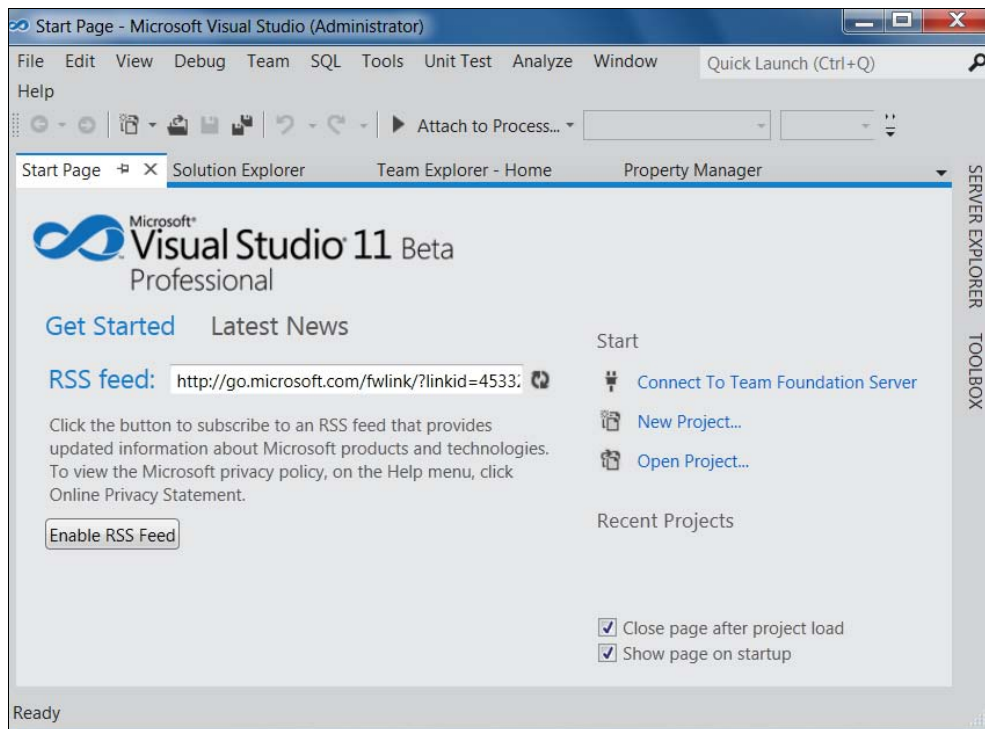 Start Page - Microsoft Visual Studio (Administrator)
File Edit View Debug Team SQL Tools Unit Test Analyze Window Quick Launch (Ctrl+Q)
Help
Attach to Process...
Start Page Solution Explorer Team Explorer - Home Property Manager
SERVER EXPLORER
TOOLBOX
Microsoft®
Visual Studio® 11 Beta
Professional
Get Started Latest News
RSS feed: http://go.microsoft.com/fwlink/?linkid=4533
Click the button to subscribe to an RSS feed that provides
updated information about Microsoft products and technologies.
To view the Microsoft privacy policy, on the Help menu, click
Online Privacy Statement.
Enable RSS Feed
Start
Connect To Team Foundation Server
New Project...
Open Project...
Recent Projects
Close page after project load
Show page on startup
Ready